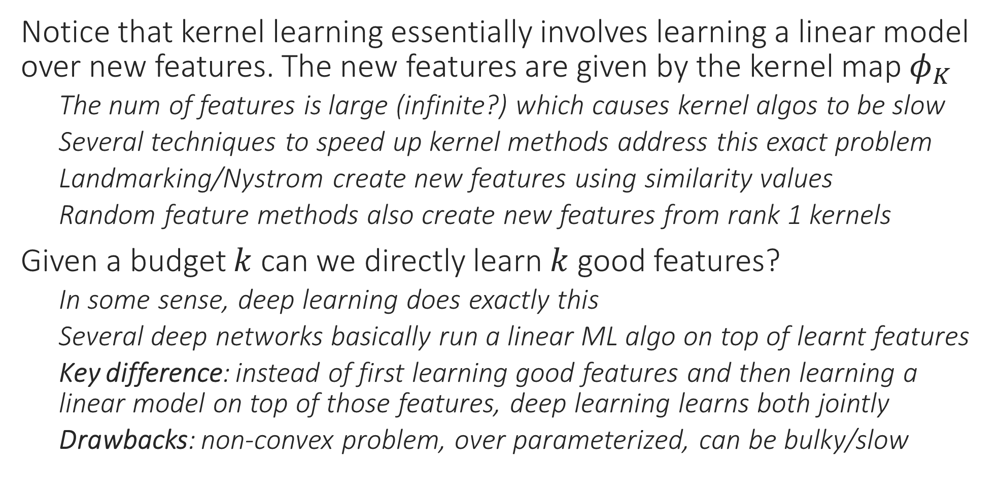 Notice that kernel learning essentially involves learning a linear model
over new features. The new features are given by the kernel map ϕ_K
The num of features is large (infinite?) which causes kernel algos to be slow
Several techniques to speed up kernel methods address this exact problem
Landmarking/Nystrom create new features using similarity values
Random feature methods also create new features from rank 1 kernels
Given a budget k can we directly learn k good features?
In some sense, deep learning does exactly this
Several deep networks basically run a linear ML algo on top of learnt features
Key difference: instead of first learning good features and then learning a
linear model on top of those features, deep learning learns both jointly
Drawbacks: non-convex problem, over parameterized, can be bulky/slow